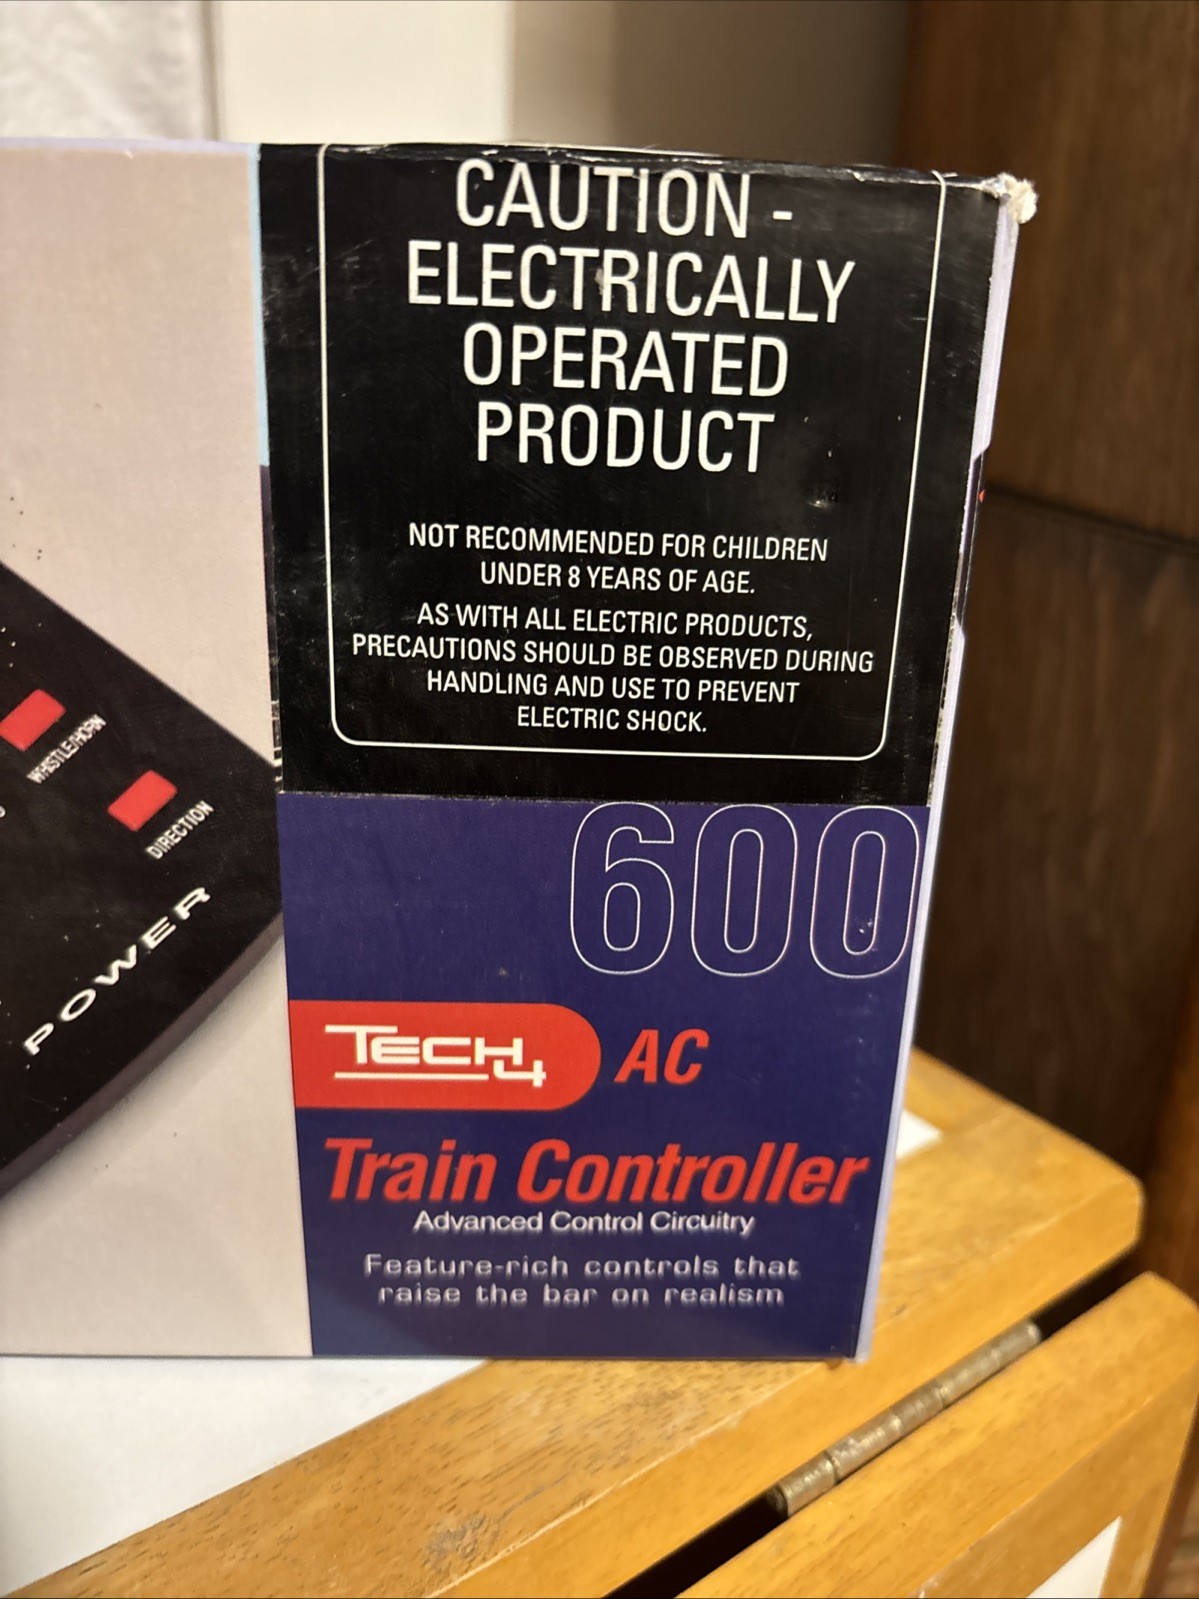 CAUTION -
ELECTRICALLY
OPERATED
PRODUCT
NOT RECOMMENDED FOR CHILDREN
UNDER 8 YEARS OF AGE.
AS WITH ALL ELECTRIC PRODUCTS,
PRECAUTIONS SHOULD BE OBSERVED DURING
HANDLING AND USE TO PREVENT
ELECTRIC SHOCK.
WHISTLE/HORN
DIRECTION
POWER
600
TECH 4 AC
Train Controller
Advanced Control Circuitry
Feature-rich controls that
raise the bar on realism